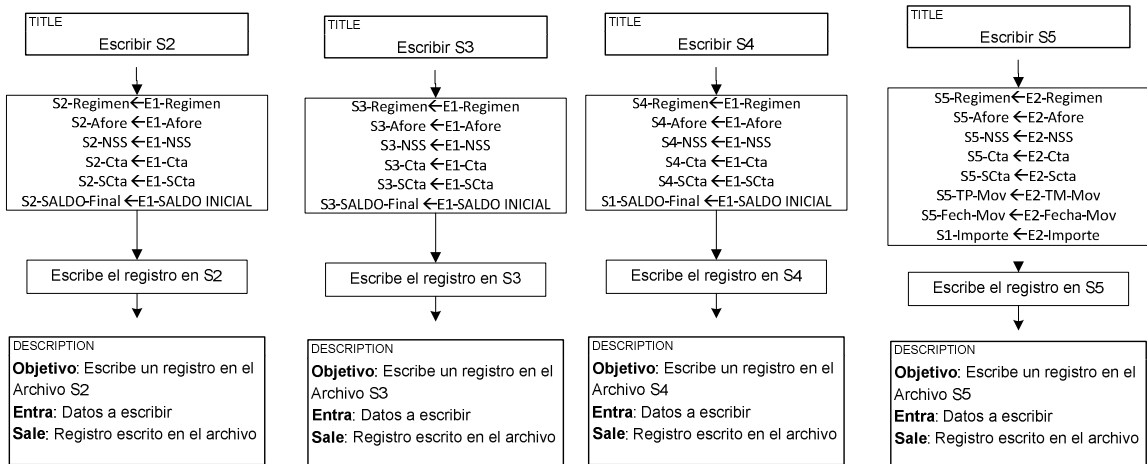 TITLE
Escribir S2
S2-Regimen←E1-Regimen
S2-Afore ←E1-Afore
S2-NSS ←E1-NSS
S2-Cta ←E1-Cta
S2-SCta ←E1-SCta
S2-SALDO-Final ←E1-SALDO INICIAL
Escribe el registro en S2
DESCRIPTION
Objetivo: Escribe un registro en el
Archivo S2
Entra: Datos a escribir
Sale: Registro escrito en el archivo
TITLE
Escribir S3
S3-Regimen←E1-Regimen
S3-Afore ←E1-Afore
S3-NSS ←E1-NSS
S3-Cta ←E1-Cta
S3-SCta ←E1-SCta
S3-SALDO-Final ←E1-SALDO INICIAL
Escribe el registro en S3
DESCRIPTION
Objetivo: Escribe un registro en el
Archivo S3
Entra: Datos a escribir
Sale: Registro escrito en el archivo
TITLE
Escribir S4
S4-Regimen←E1-Regimen
S4-Afore ←E1-Afore
S4-NSS ←E1-NSS
S4-Cta ←E1-Cta
S4-SCta ←E1-SCta
S1-SALDO-Final ←E1-SALDO INICIAL
Escribe el registro en S4
DESCRIPTION
Objetivo: Escribe un registro en el
Archivo S4
Entra: Datos a escribir
Sale: Registro escrito en el archivo
TITLE
Escribir S5
S5-Regimen←E2-Regimen
S5-Afore ←E2-Afore
S5-NSS ←E2-NSS
S5-Cta ←E2-Cta
S5-SCta ←E2-Scta
S5-TP-Mov ←E2-TM-Mov
S5-Fech-Mov ←E2-Fecha-Mov
S1-Importe ←E2-Importe
Escribe el registro en S5
DESCRIPTION
Objetivo: Escribe un registro en el
Archivo S5
Entra: Datos a escribir
Sale: Registro escrito en el archivo